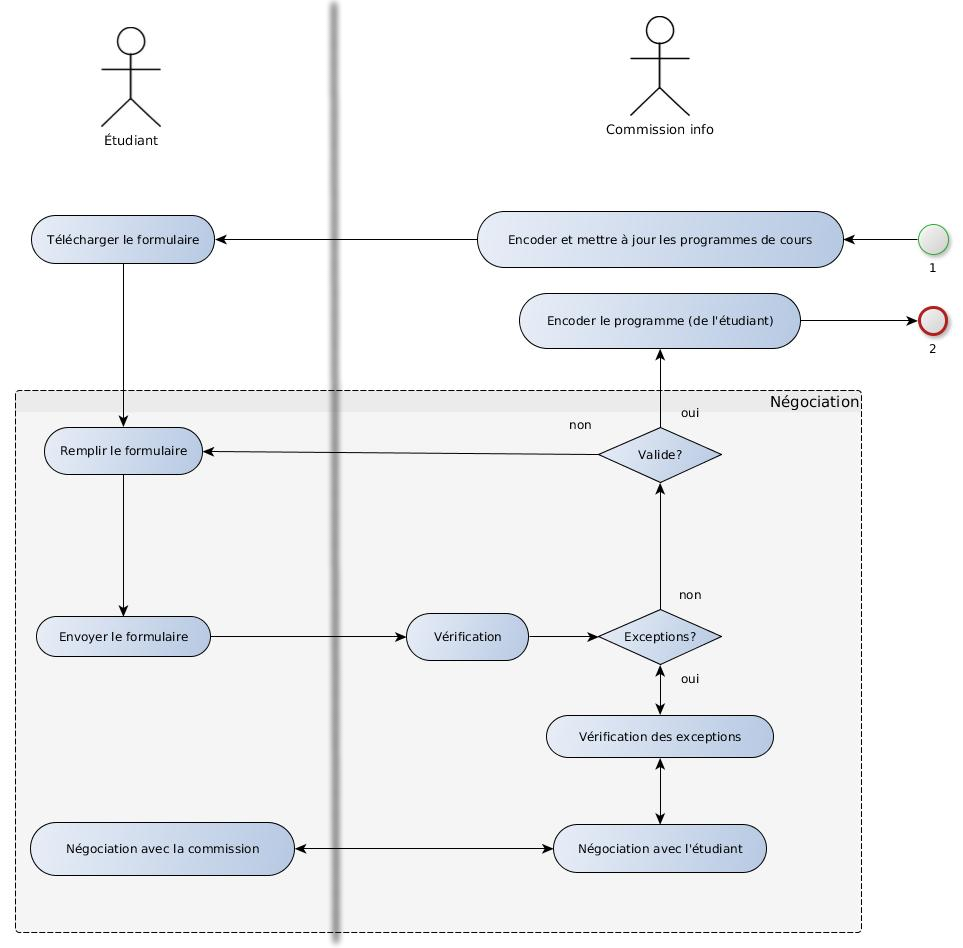 Étudiant
Commission info
Télécharger le formulaire
Encoder et mettre à jour les programmes de cours
1
Encoder le programme (de l'étudiant)
2
Négociation
oui
non
Remplir le formulaire
Valide?
non
Envoyer le formulaire
Vérification
Exceptions?
oui
Vérification des exceptions
Négociation avec la commission
Négociation avec l'étudiant